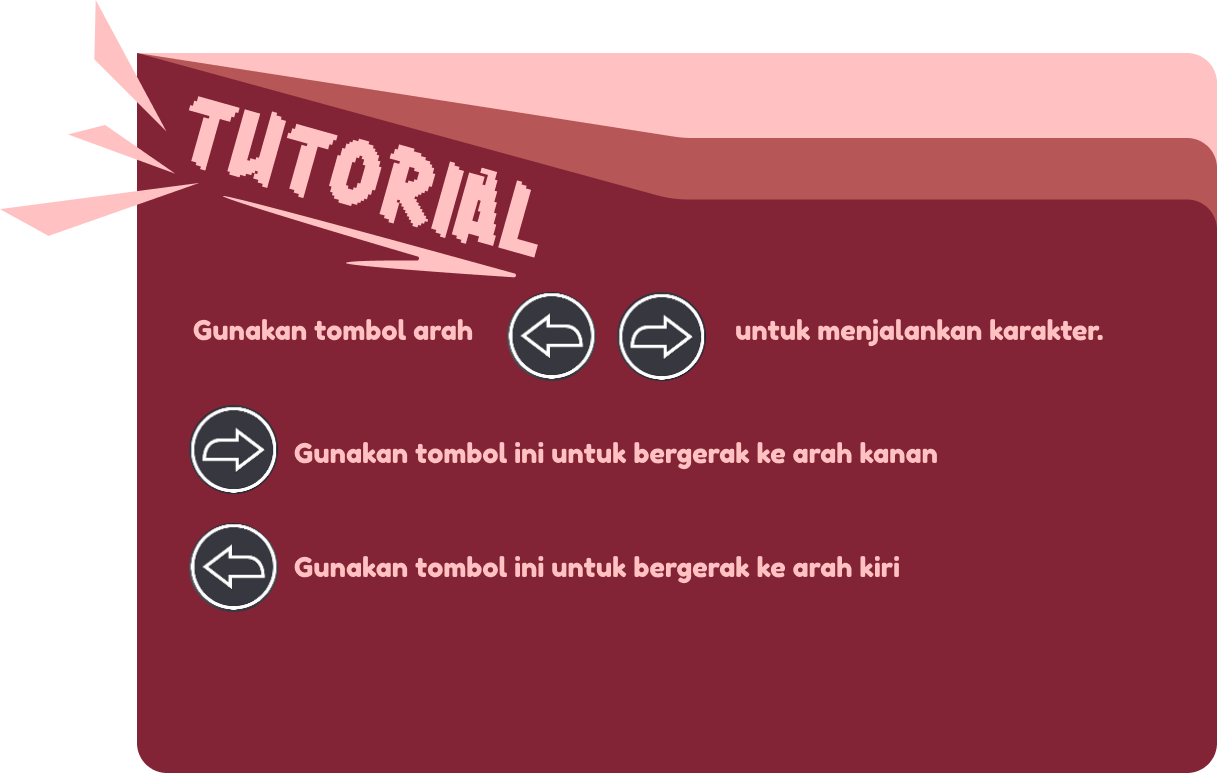 TUTORIAL
Gunakan tombol arah untuk menjalankan karakter.
Gunakan tombol ini untuk bergerak ke arah kanan
Gunakan tombol ini untuk bergerak ke arah kiri